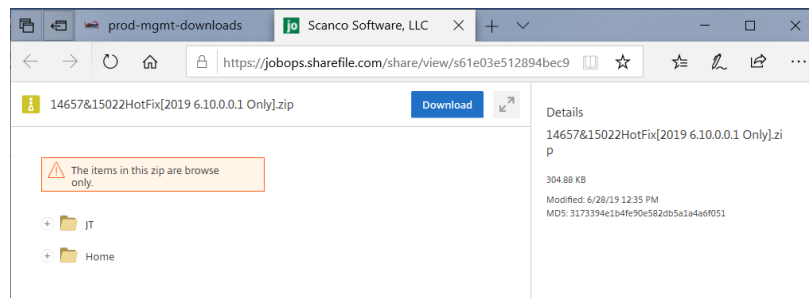 prod-mgmt-downloads
jo Scanco Software, LLC
https://jobops.sharefile.com/share/view/s61e03e512894bec9
14657&15022HotFix[2019 6.10.0.0.1 Only].zip
Download
The items in this zip are browse
only.
JT
Home
Details
14657&15022HotFix[2019 6.10.0.0.1 Only].zi
p
304.88 KB
Modified: 6/28/19 12:35 PM
MD5: 3173394e1b4fe90e582db5a1a4a6f051